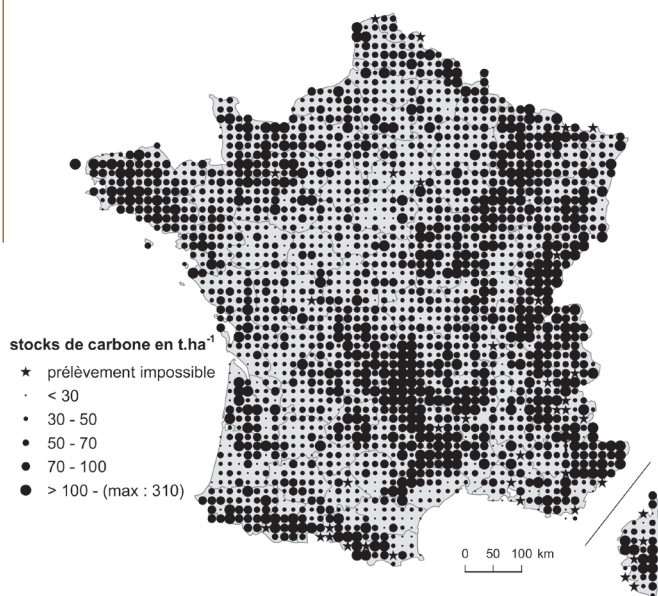 stocks de carbone en t.ha-1
prélèvement impossible
< 30
30 - 50
50 - 70
70 - 100
> 100 - (max : 310)
0 50 100 km